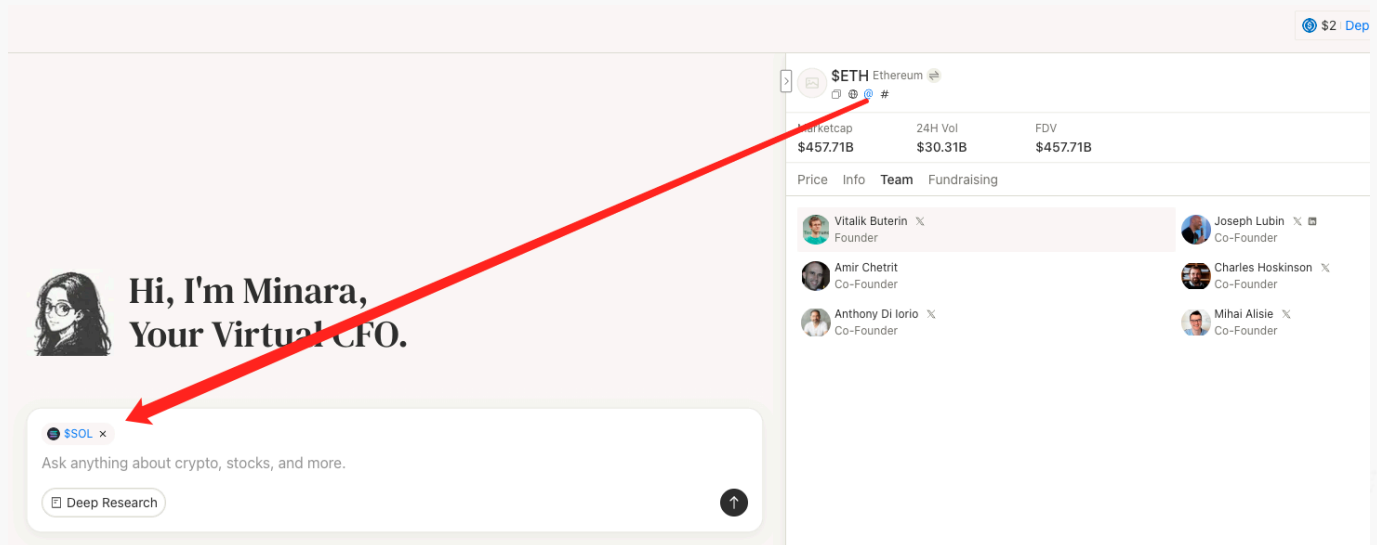 $2 Dep
$ETH Ethereum
@ #
Marketcap 24H Vol FDV
$457.71B $30.31B $457.71B
Price Info Team Fundraising
Vitalik Buterin 𝕏
Founder
Joseph Lubin 𝕏
Co-Founder
Amir Chetrit
Co-Founder
Charles Hoskinson 𝕏
Co-Founder
Anthony Di Iorio 𝕏
Co-Founder
Mihai Alisie 𝕏
Co-Founder
Hi, I'm Minara,
Your Virtual CFO.
$SOL ×
Ask anything about crypto, stocks, and more.
Deep Research